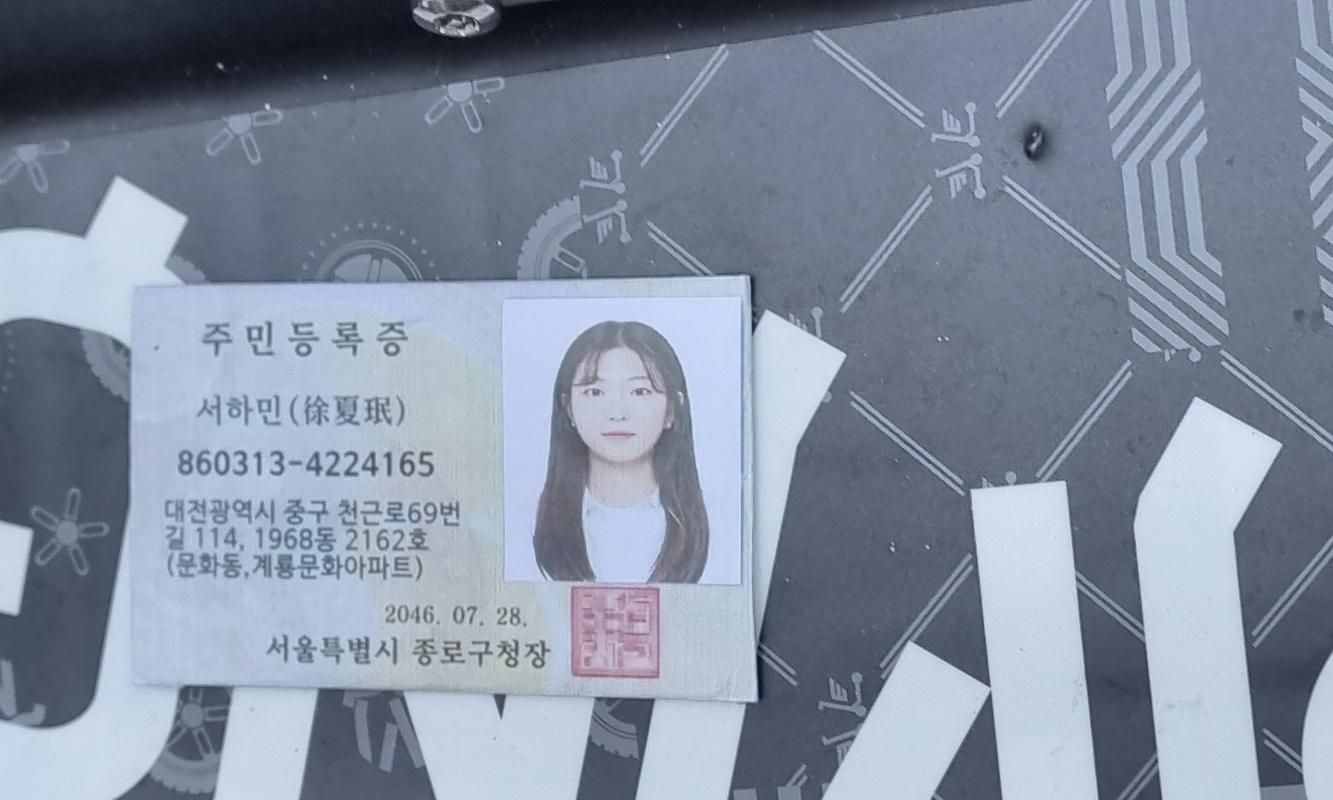 주민등록증
서하민(徐夏珉)
860313-4224165
대전광역시 중구 천근로69번
길 114, 1968동 2162호
(문화동,계룡문화아파트)
2046. 07. 28.
서울특별시 종로구청장